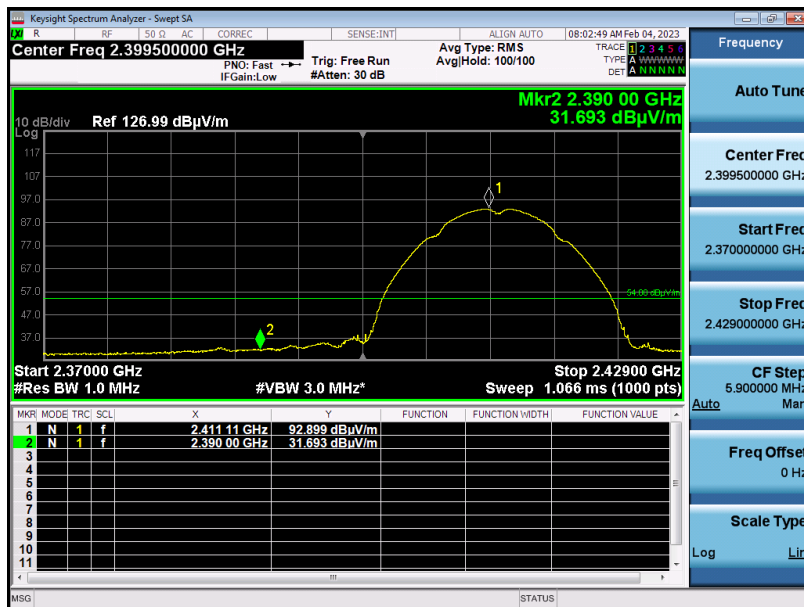 Keysight Spectrum Analyzer - Swept SA
LXI R RF 50 Ω AC CORREC SENSE:INT ALIGN AUTO 08:02:49 AM Feb 04, 2023
Center Freq 2.399500000 GHz
PNO: Fast
IFGain:Low
Trig: Free Run
#Atten: 30 dB
Avg Type: RMS
Avg|Hold: 100/100
TRACE 1 2 3 4 5 6
TYPE A WWWWW
DET A N N N N N
Mkr2 2.390 00 GHz
31.693 dBµV/m
10 dB/div Ref 126.99 dBµV/m
Log
117
107
97.0
87.0
77.0
67.0
57.0
47.0
37.0
1
2
54.00 dBµV/m
Start 2.37000 GHz Stop 2.42900 GHz
#Res BW 1.0 MHz #VBW 3.0 MHz* Sweep 1.066 ms (1000 pts)
MKR MODE TRC SCL X Y FUNCTION FUNCTION WIDTH FUNCTION VALUE
1 N 1 f 2.411 11 GHz 92.899 dBµV/m
2 N 1 f 2.390 00 GHz 31.693 dBµV/m
3
4
5
6
7
8
9
10
11
MSG STATUS
Frequency
Auto Tune
Center Freq
2.399500000 GHz
Start Freq
2.370000000 GHz
Stop Freq
2.429000000 GHz
CF Step
5.900000 MHz
Auto Man
Freq Offset
0 Hz
Scale Type
Log Lin